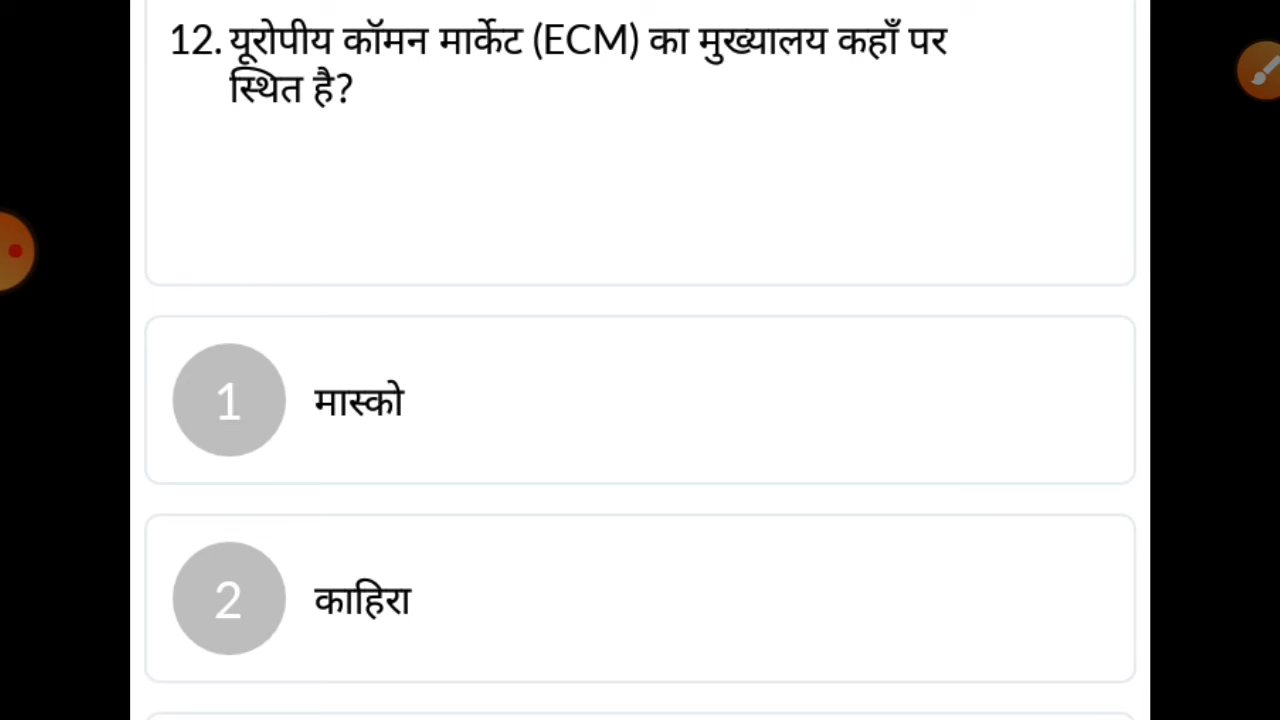 12. यूरोपीय कॉमन मार्केट (ECM) का मुख्यालय कहाँ पर
स्थित है?
1 मास्को
2 काहिरा